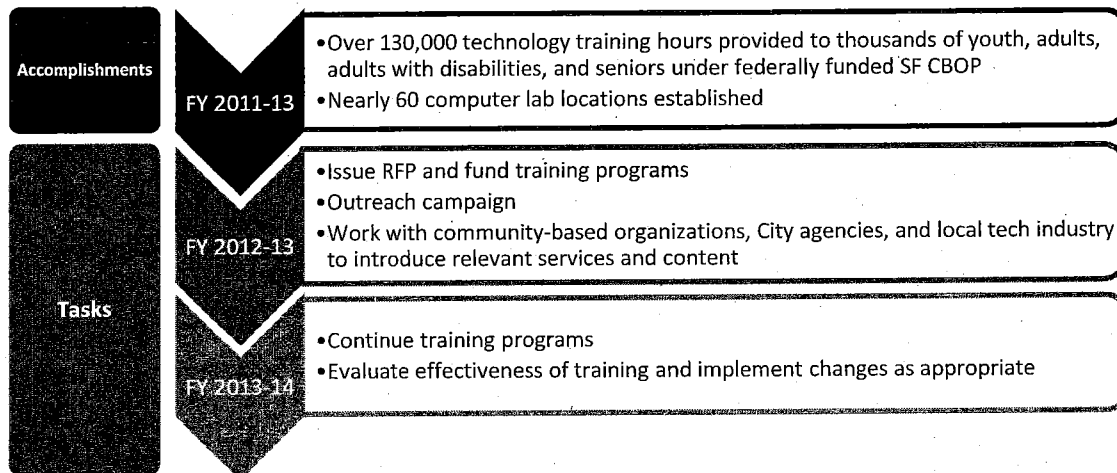 Accomplishments
FY 2011-13
•Over 130,000 technology training hours provided to thousands of youth, adults,
adults with disabilities, and seniors under federally funded SF CBOP
•Nearly 60 computer lab locations established
Tasks
FY 2012-13
•Issue RFP and fund training programs
•Outreach campaign
•Work with community-based organizations, City agencies, and local tech industry
to introduce relevant services and content
FY 2013-14
•Continue training programs
•Evaluate effectiveness of training and implement changes as appropriate